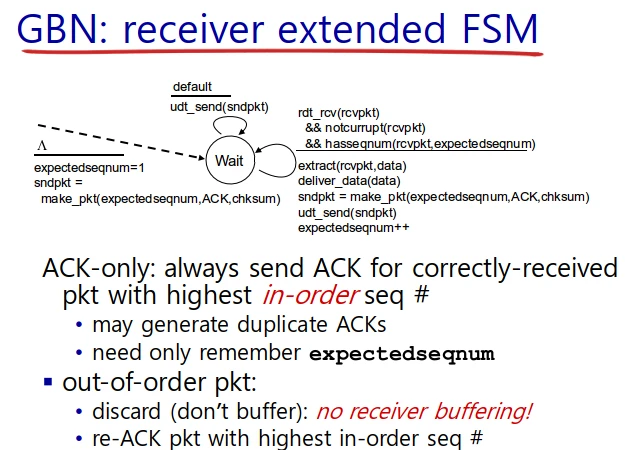 GBN: receiver extended FSM
default
udt_send(sndpkt)
Λ
expectedseqnum=1
sndpkt =
make_pkt(expectedseqnum,ACK,chksum)
Wait
rdt_rcv(rcvpkt)
&& notcurrupt(rcvpkt)
&& hasseqnum(rcvpkt,expectedseqnum)
extract(rcvpkt,data)
deliver_data(data)
sndpkt = make_pkt(expectedseqnum,ACK,chksum)
udt_send(sndpkt)
expectedseqnum++
ACK-only: always send ACK for correctly-received
pkt with highest in-order seq #
• may generate duplicate ACKs
• need only remember expectedseqnum
▪ out-of-order pkt:
• discard (don't buffer): no receiver buffering!
• re-ACK pkt with highest in-order seq #